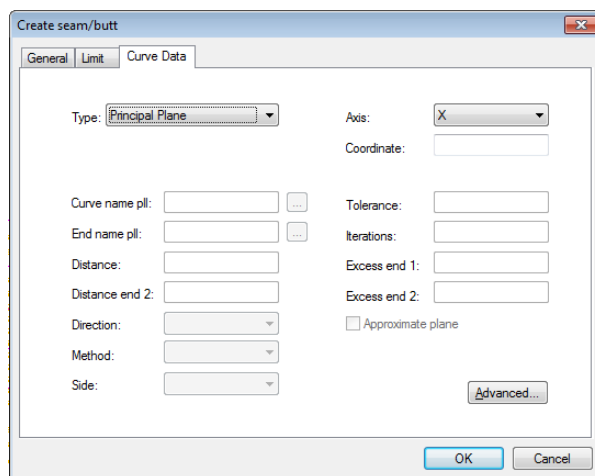 Create seam/butt
General Limit Curve Data
Type: Principal Plane Axis: X
Coordinate:
Curve name pll: ... Tolerance:
End name pll: ... Iterations:
Distance: Excess end 1:
Distance end 2: Excess end 2:
Direction: Approximate plane
Method:
Side:
Advanced...
OK Cancel